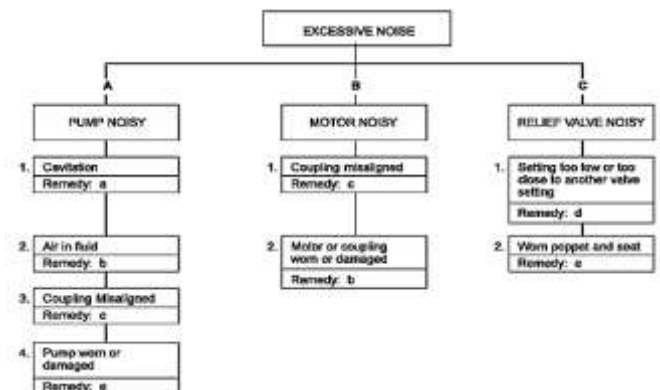 EXCESSIVE NOISE
A
B
C
PUMP NOISY
MOTOR NOISY
RELIEF VALVE NOISY
1. Cavitation
Remedy: a
2. Air in fluid
Remedy: b
3. Coupling Misaligned
Remedy: c
4. Pump worn or
damaged
Remedy: e
1. Coupling misaligned
Remedy: c
2. Motor or coupling
worn or damaged
Remedy: b
1. Setting too low or too
close to another valve
setting
Remedy: d
2. Worn poppet and seat
Remedy: e